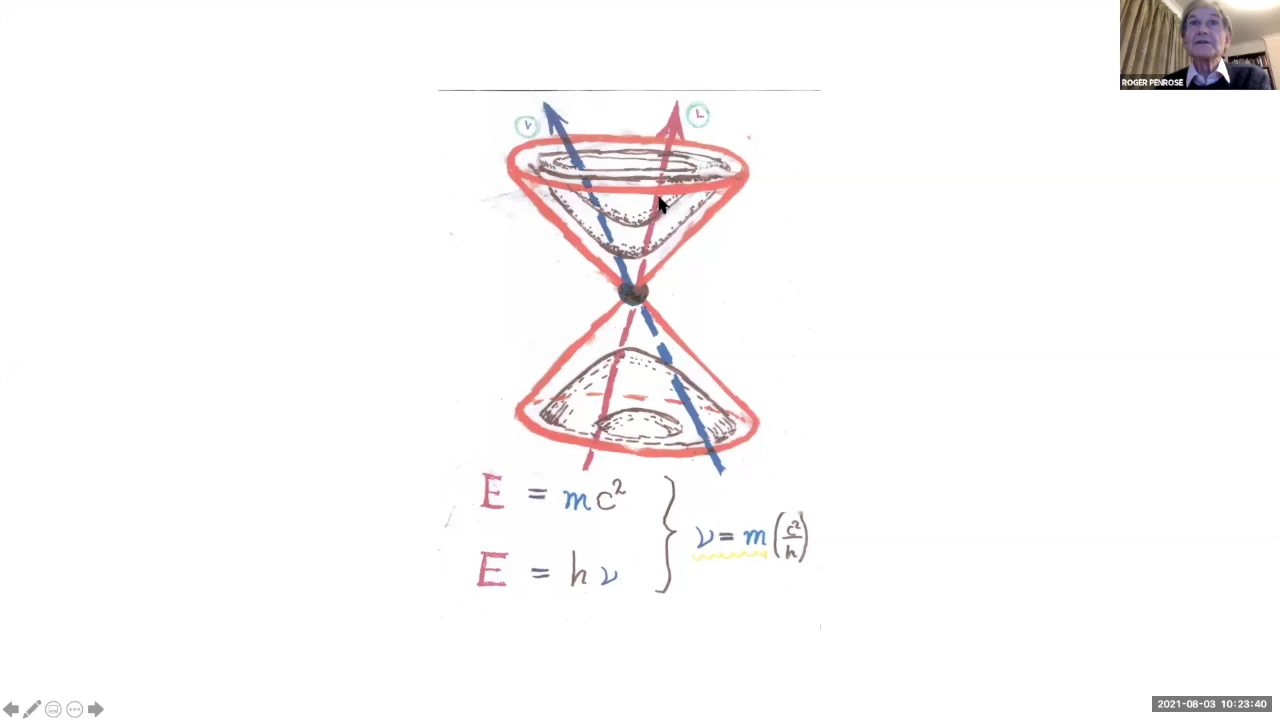 ROGER PENROSE
E = mc²
E = hν
ν = m (c²/h)
2021-08-03 10:23:40